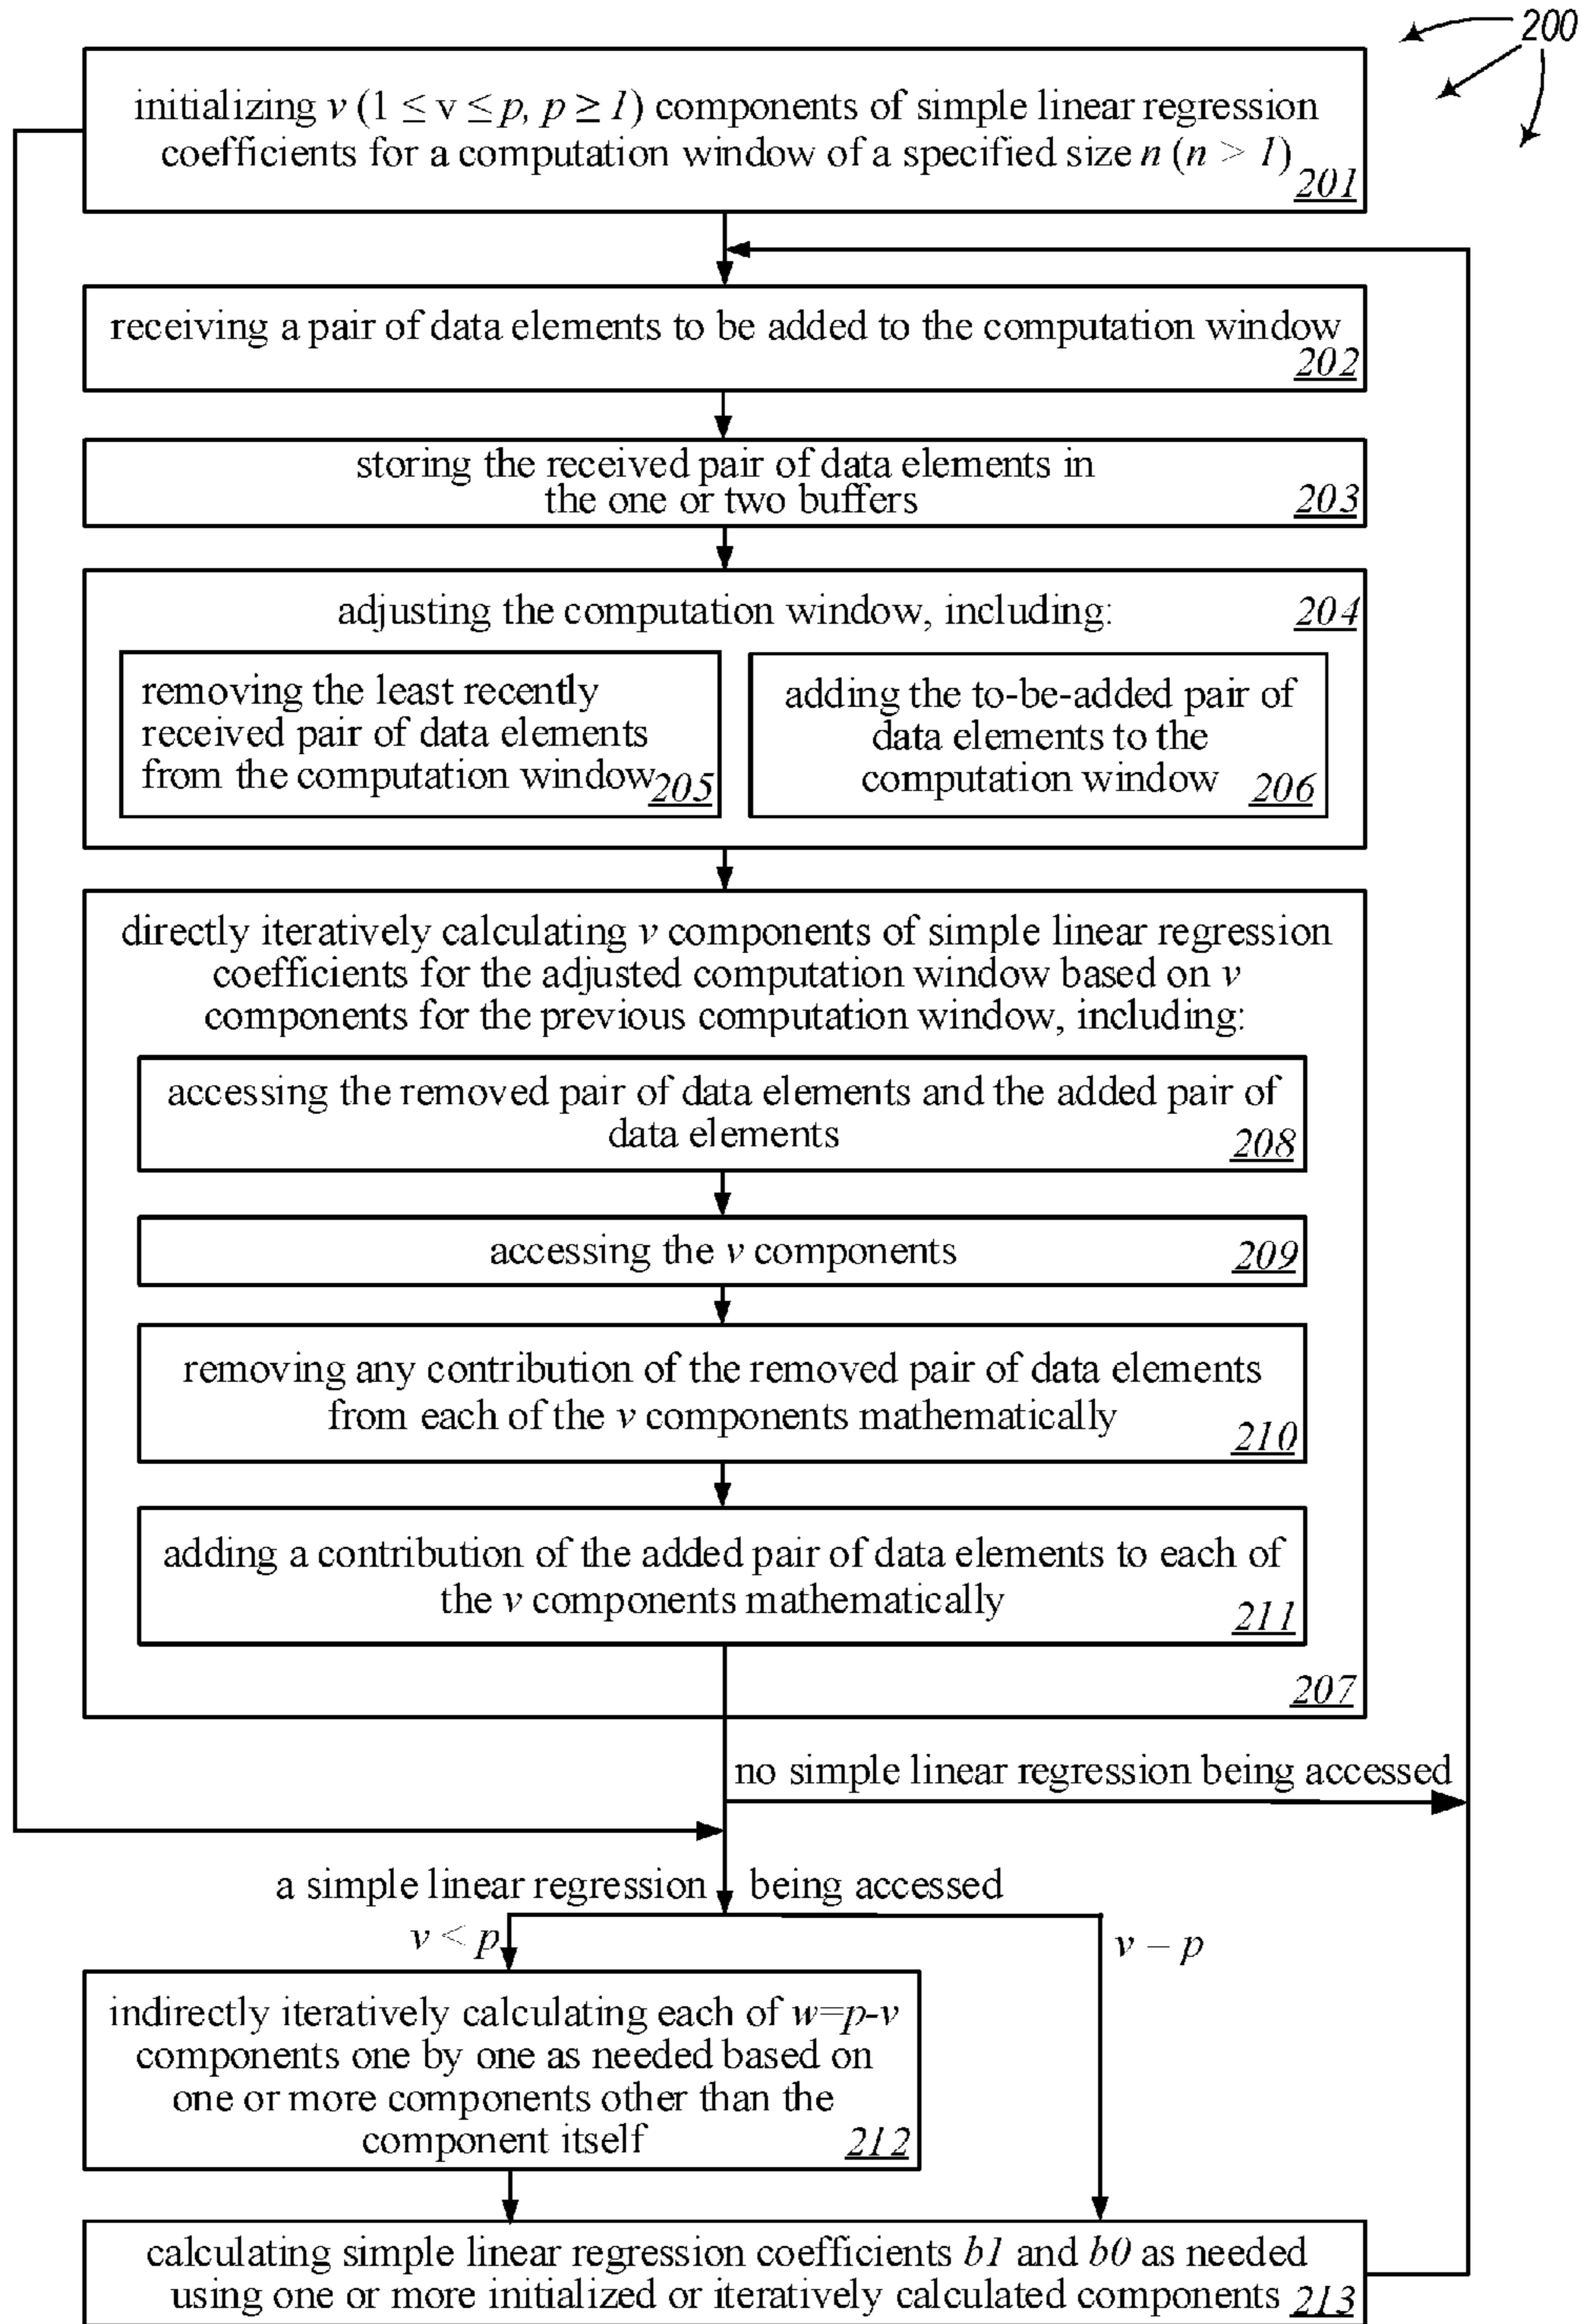 200
initializing v (1 ≤ v ≤ p, p ≥ 1) components of simple linear regression
coefficients for a computation window of a specified size n (n > 1)
201
receiving a pair of data elements to be added to the computation window
202
storing the received pair of data elements in
the one or two buffers
203
adjusting the computation window, including:
204
removing the least recently
received pair of data elements
from the computation window
205
adding the to-be-added pair of
data elements to the
computation window
206
directly iteratively calculating v components of simple linear regression
coefficients for the adjusted computation window based on v
components for the previous computation window, including:
accessing the removed pair of data elements and the added pair of
data elements
208
accessing the v components
209
removing any contribution of the removed pair of data elements
from each of the v components mathematically
210
adding a contribution of the added pair of data elements to each of
the v components mathematically
211
207
no simple linear regression being accessed
a simple linear regression being accessed
v < p
v – p
indirectly iteratively calculating each of w=p-v
components one by one as needed based on
one or more components other than the
component itself
212
calculating simple linear regression coefficients b1 and b0 as needed
using one or more initialized or iteratively calculated components
213